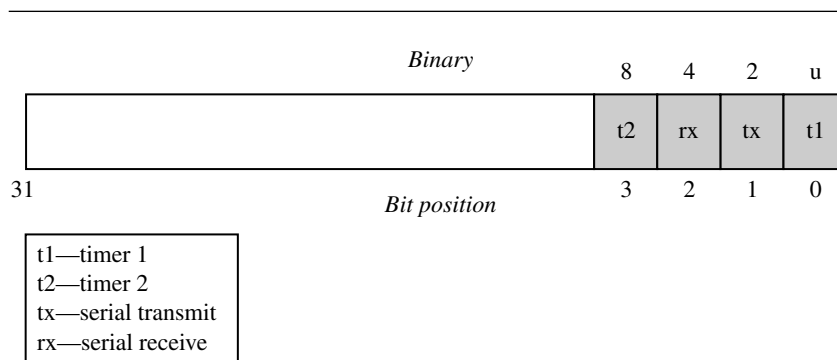 Binary
8 4 2 u
t2 rx tx t1
31 3 2 1 0
Bit position
t1—timer 1
t2—timer 2
tx—serial transmit
rx—serial receive